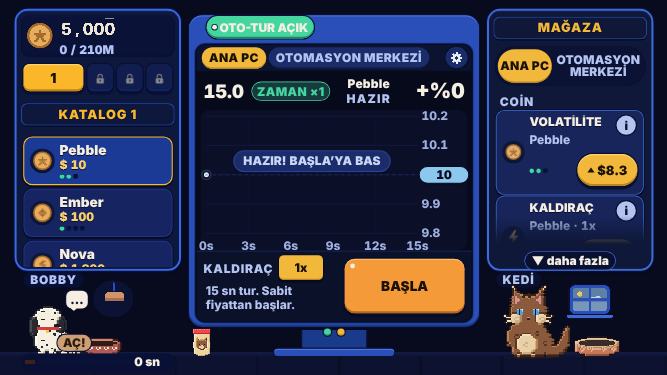 5,000
0 / 210M
1
KATALOG 1
Pebble
$ 10
Ember
$ 100
Nova
BOBBY
AÇ!
0 sn
OTO-TUR AÇIK
ANA PC
OTOMASYON MERKEZİ
15.0
ZAMAN ×1
Pebble
HAZIR
+%0
10.2
10.1
HAZIR! BAŞLA'YA BAS
10
9.9
9.8
0s 3s 6s 9s 12s 15s
KALDIRAÇ
1x
15 sn tur. Sabit
fiyattan başlar.
BAŞLA
MAĞAZA
ANA PC
OTOMASYON
MERKEZİ
COİN
VOLATİLİTE
i
Pebble
$8.3
KALDIRAÇ
i
Pebble · 1x
▼ daha fazla
KEDİ